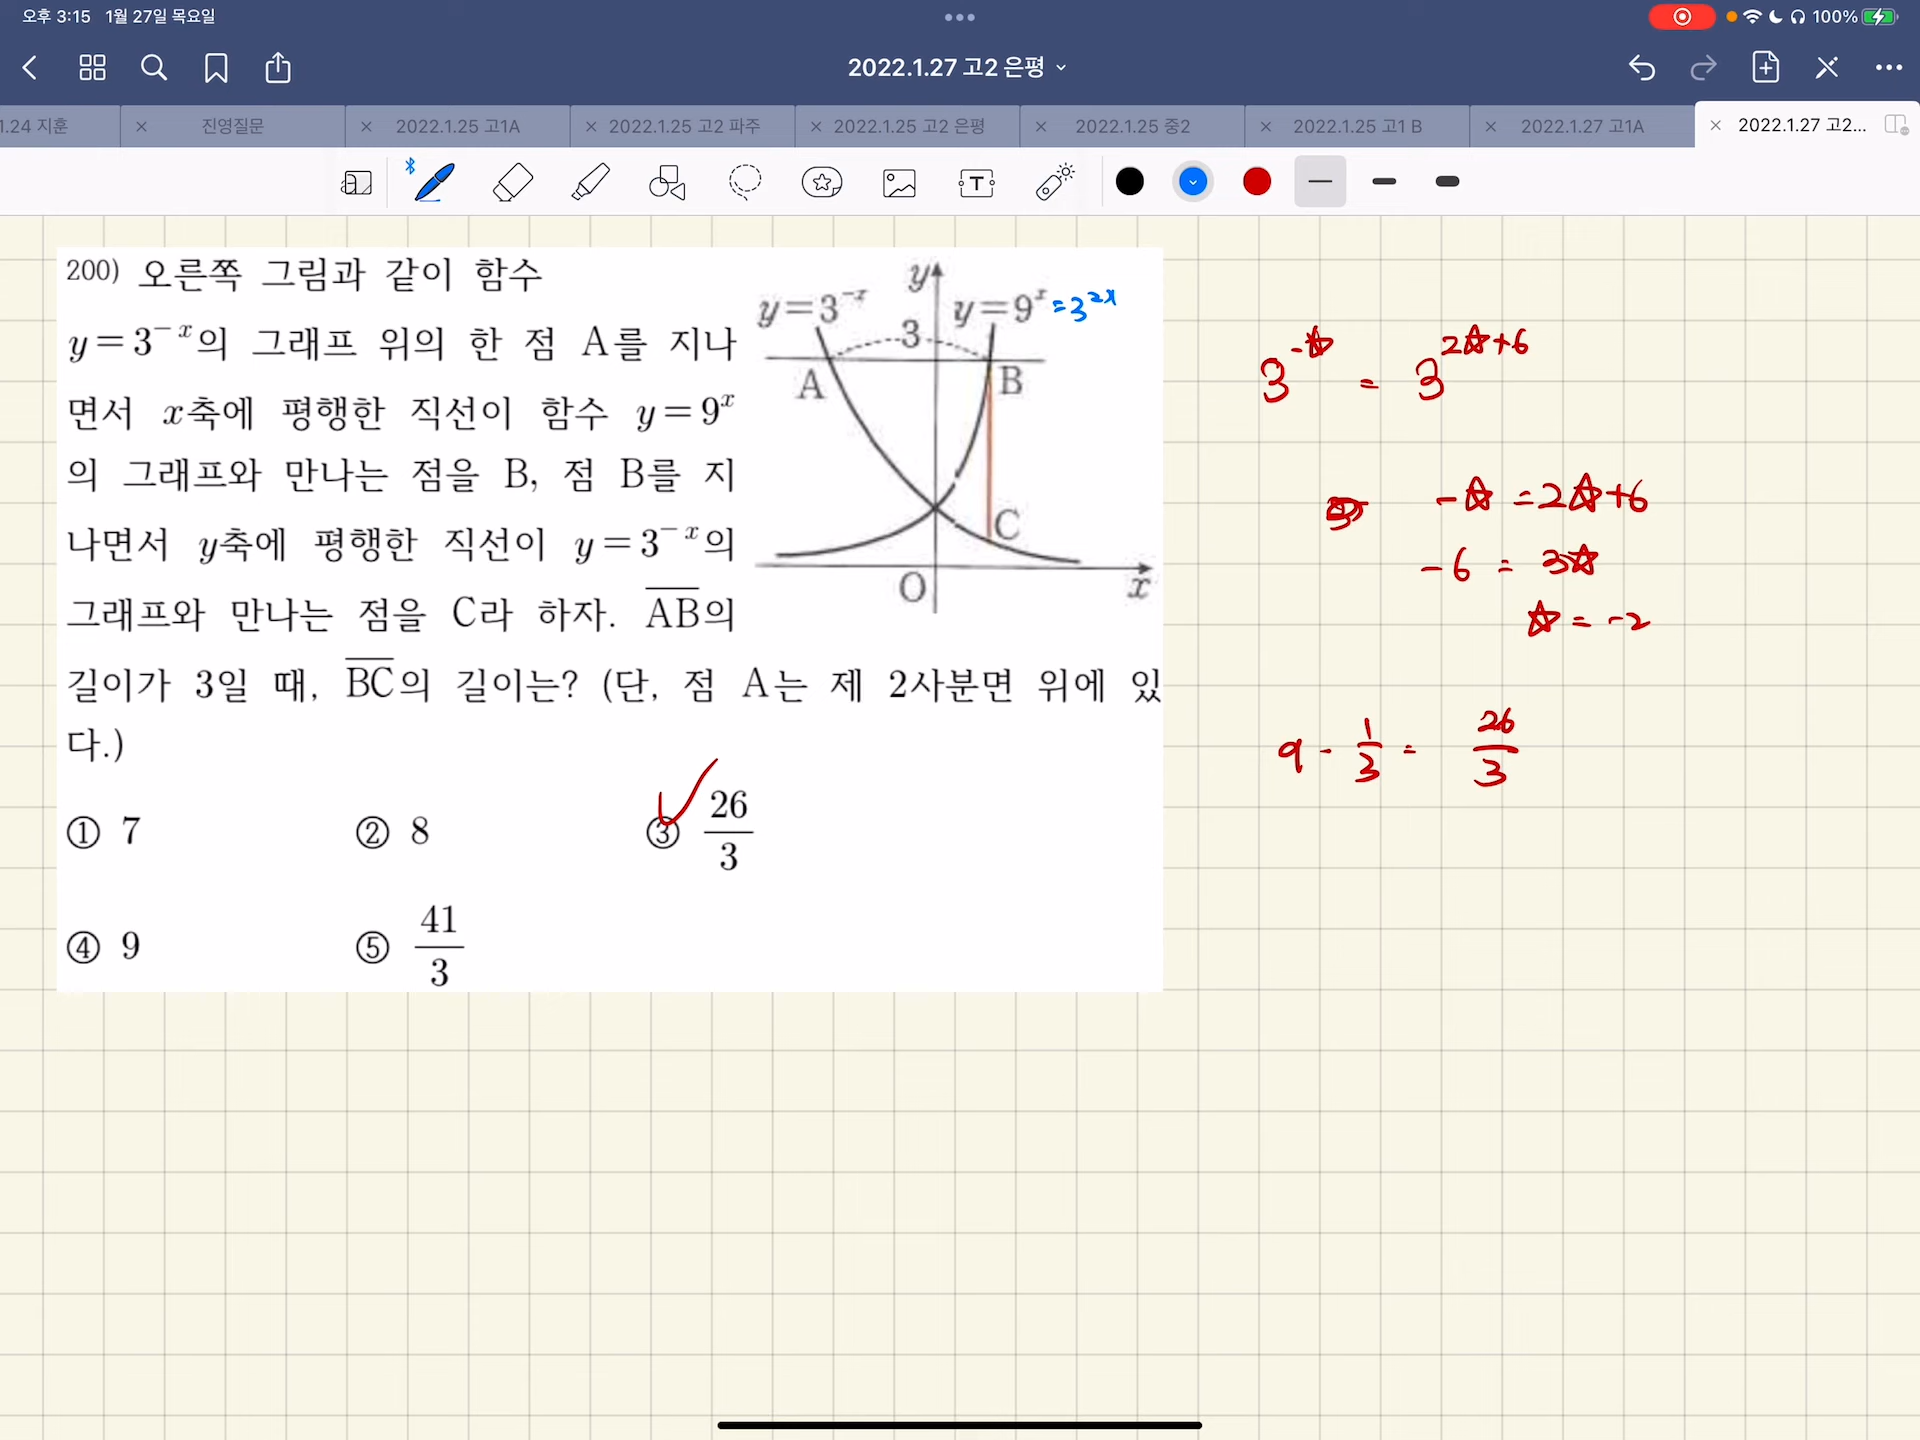 오후 3:15 1월 27일 목요일
100%
2022.1.27 고2 은평
1.24 지훈
진영질문
2022.1.25 고1A
2022.1.25 고2 파주
2022.1.25 고2 은평
2022.1.25 중2
2022.1.25 고1 B
2022.1.27 고1A
2022.1.27 고2...
200) 오른쪽 그림과 같이 함수
y=3^{-x}의 그래프 위의 한 점 A를 지나
면서 x축에 평행한 직선이 함수 y=9^x
의 그래프와 만나는 점을 B, 점 B를 지
나면서 y축에 평행한 직선이 y=3^{-x}의
그래프와 만나는 점을 C라 하자. \overline{AB}의
길이가 3일 때, \overline{BC}의 길이는? (단, 점 A는 제 2사분면 위에 있
다.)
① 7 ② 8 ③ 26/3
④ 9 ⑤ 41/3
y
y=3^{-x} y=9^x =3^{2x}
3
A B
C
O x
3^{-☆} = 3^{2☆+6}
-☆ = 2☆+6
-6 = 3☆
☆ = -2
9 - 1/3 = 26/3